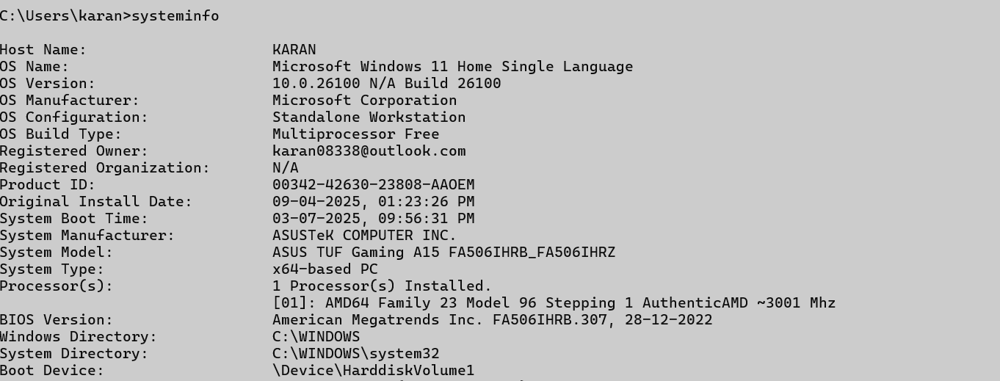 C:\Users\karan>systeminfo
Host Name: KARAN
OS Name: Microsoft Windows 11 Home Single Language
OS Version: 10.0.26100 N/A Build 26100
OS Manufacturer: Microsoft Corporation
OS Configuration: Standalone Workstation
OS Build Type: Multiprocessor Free
Registered Owner: karan08338@outlook.com
Registered Organization: N/A
Product ID: 00342-42630-23808-AAOEM
Original Install Date: 09-04-2025, 01:23:26 PM
System Boot Time: 03-07-2025, 09:56:31 PM
System Manufacturer: ASUSTeK COMPUTER INC.
System Model: ASUS TUF Gaming A15 FA506IHRB_FA506IHRZ
System Type: x64-based PC
Processor(s): 1 Processor(s) Installed.
[01]: AMD64 Family 23 Model 96 Stepping 1 AuthenticAMD ~3001 Mhz
BIOS Version: American Megatrends Inc. FA506IHRB.307, 28-12-2022
Windows Directory: C:\WINDOWS
System Directory: C:\WINDOWS\system32
Boot Device: \Device\HarddiskVolume1